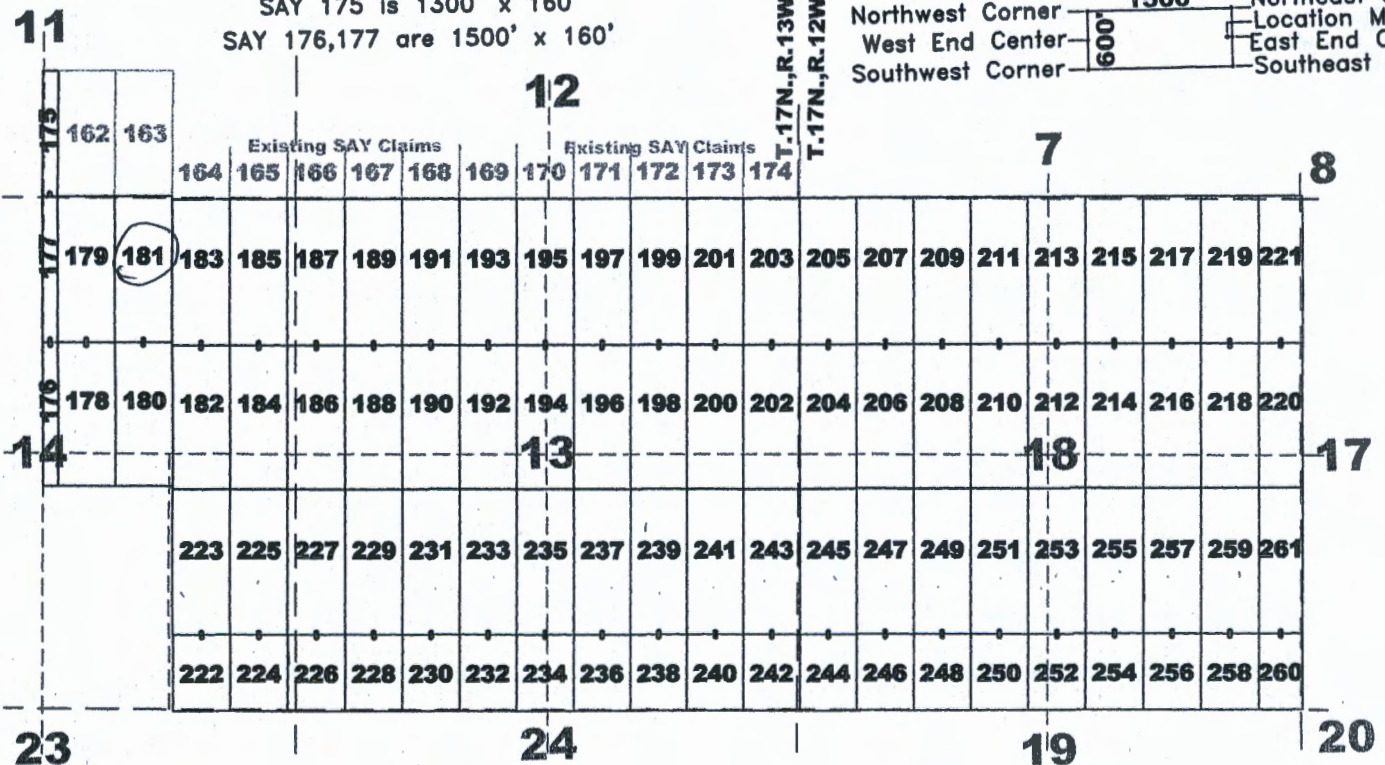 SAY 175 is 1300' x 160'
SAY 176,177 are 1500' x 160'
T.17N.,R.13W
T.17N.,R.12W
1500'
600'
Northwest Corner
West End Center
Southwest Corner
Location
East End
Southeast
11
12
7
8
175 162 163
Existing SAY Claims
Existing SAY Claims
164 165 166 167 168 169 170 171 172 173 174
177 179 181 183 185 187 189 191 193 195 197 199 201 203 205 207 209 211 213 215 217 219 221
176 178 180 182 184 186 188 190 192 194 196 198 200 202 204 206 208 210 212 214 216 218 220
14 13 18 17
223 225 227 229 231 233 235 237 239 241 243 245 247 249 251 253 255 257 259 261
222 224 226 228 230 232 234 236 238 240 242 244 246 248 250 252 254 256 258 260
23 24 19 20